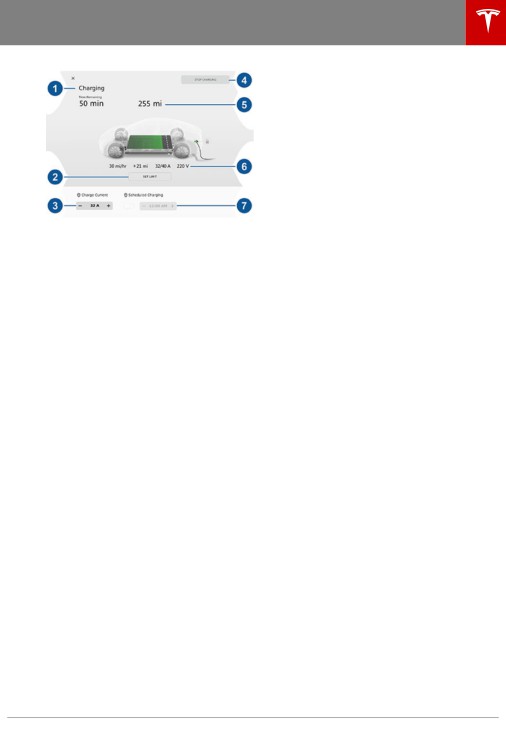 4
STOP CHARGING
1
Charging
Time Remaining
50 min
255 mi
5
30 mi/hr +21 mi 32/40 A 220 V
6
2
SET LIMIT
Charge Current
Scheduled Charging
3
− 32 A +
7